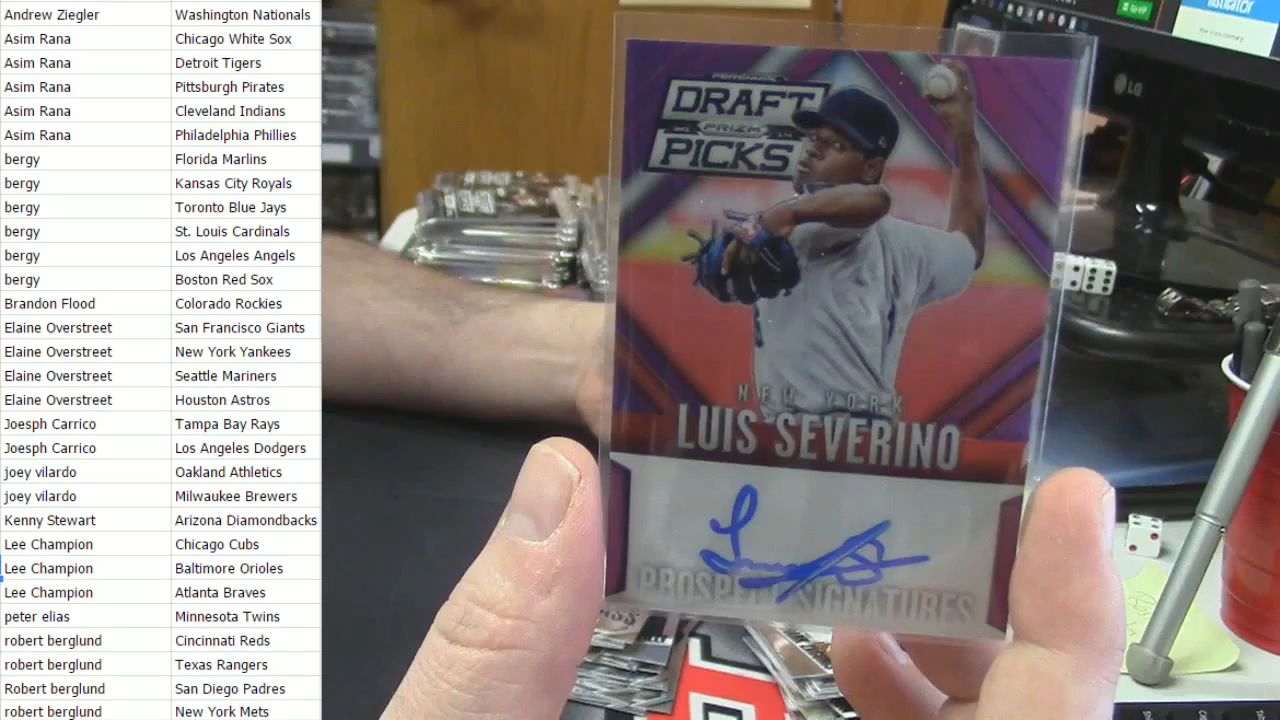 Andrew Ziegler Washington Nationals
Asim Rana Chicago White Sox
Asim Rana Detroit Tigers
Asim Rana Pittsburgh Pirates
Asim Rana Cleveland Indians
Asim Rana Philadelphia Phillies
bergy Florida Marlins
bergy Kansas City Royals
bergy Toronto Blue Jays
bergy St. Louis Cardinals
bergy Los Angeles Angels
bergy Boston Red Sox
Brandon Flood Colorado Rockies
Elaine Overstreet San Francisco Giants
Elaine Overstreet New York Yankees
Elaine Overstreet Seattle Mariners
Elaine Overstreet Houston Astros
Joesph Carrico Tampa Bay Rays
Joesph Carrico Los Angeles Dodgers
joey vilardo Oakland Athletics
joey vilardo Milwaukee Brewers
Kenny Stewart Arizona Diamondbacks
Lee Champion Chicago Cubs
Lee Champion Baltimore Orioles
Lee Champion Atlanta Braves
peter elias Minnesota Twins
robert berglund Cincinnati Reds
robert berglund Texas Rangers
Robert berglund San Diego Padres
robert berglund New York Mets
PERENNIAL
DRAFT
PRIZM
PICKS
NEW YORK
LUIS SEVERINO
PROSPECT SIGNATURES
LG